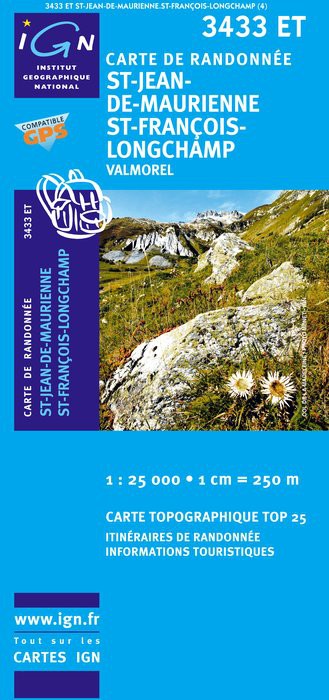 3433 ET ST-JEAN-DE-MAURIENNE.ST-FRANÇOIS-LONGCHAMP (4)
3433 ET
IGN
INSTITUT
GEOGRAPHIQUE
NATIONAL
CARTE DE RANDONNÉE
ST-JEAN-
DE-MAURIENNE
ST-FRANÇOIS-
LONGCHAMP
VALMOREL
COMPATIBLE
GPS
3433 ET
CARTE DE RANDONNÉE
ST-JEAN-DE-MAURIENNE
ST-FRANÇOIS-LONGCHAMP
1 : 25 000 • 1 cm = 250 m
CARTE TOPOGRAPHIQUE TOP 25
ITINÉRAIRES DE RANDONNÉE
INFORMATIONS TOURISTIQUES
www.ign.fr
Tout sur les
CARTES IGN